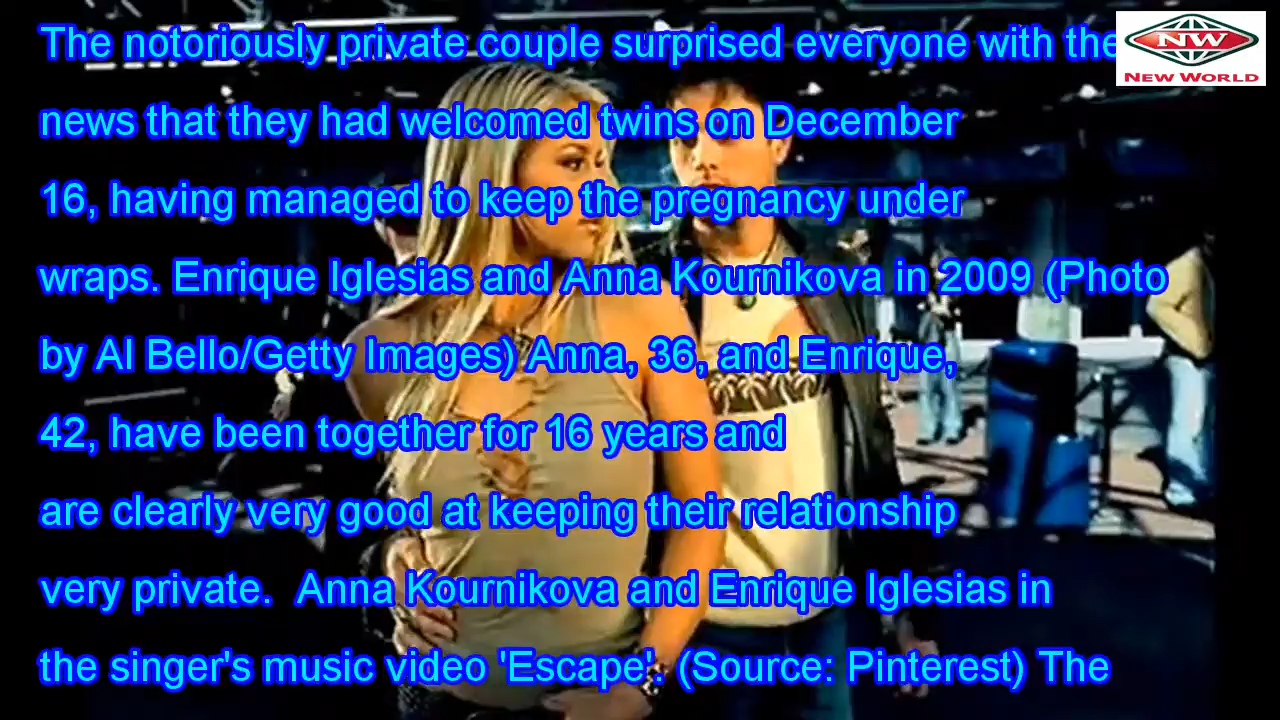 The notoriously private couple surprised everyone with the
news that they had welcomed twins on December
16, having managed to keep the pregnancy under
wraps. Enrique Iglesias and Anna Kournikova in 2009 (Photo
by Al Bello/Getty Images) Anna, 36, and Enrique,
42, have been together for 16 years and
are clearly very good at keeping their relationship
very private.  Anna Kournikova and Enrique Iglesias in
the singer's music video 'Escape'. (Source: Pinterest) The
NW
NEW WORLD